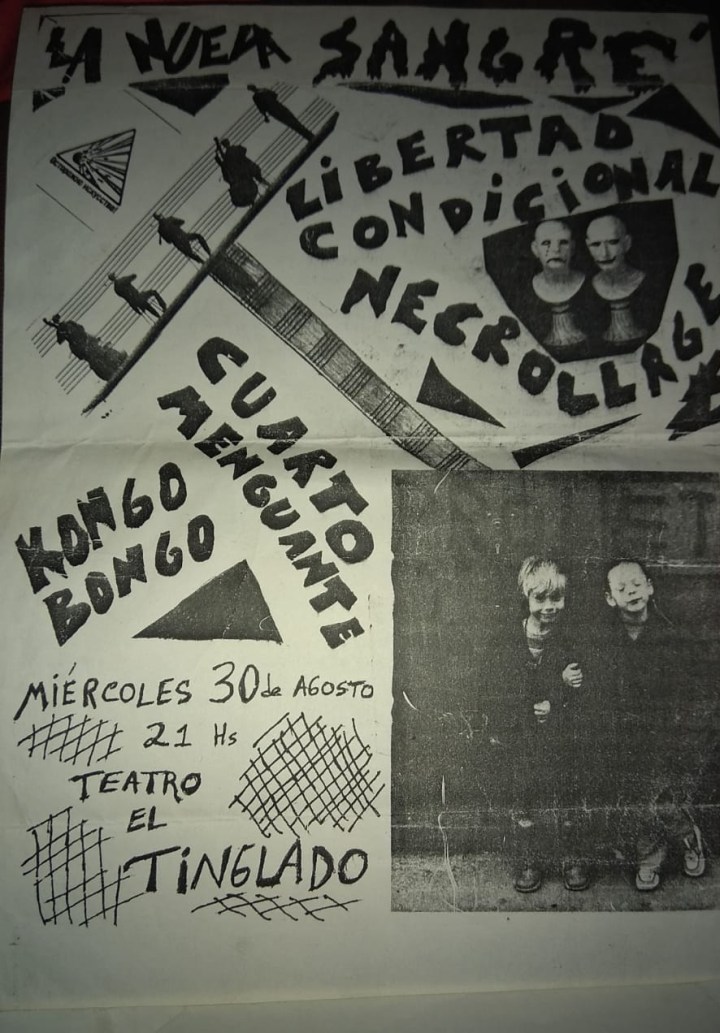 LA NUEVA SANGRE
LIBERTAD
CONDICIONAL
NECROLLAGE
CUARTO
MENGUANTE
KONGO
BONGO
MIÉRCOLES 30 de AGOSTO
21 Hs
TEATRO
EL
TINGLADO